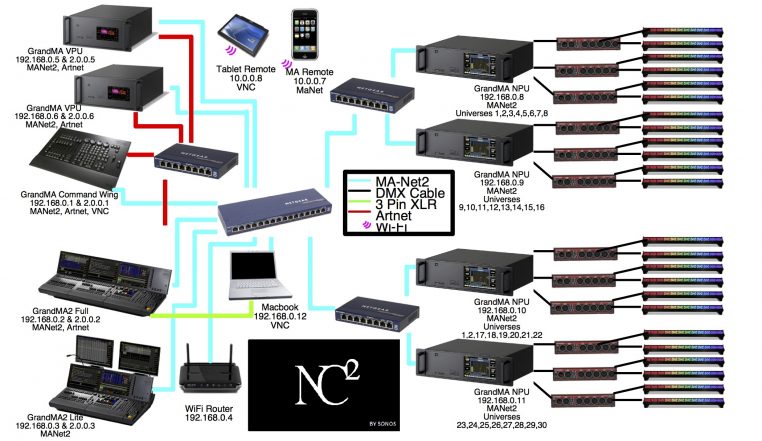 GrandMA VPU
192.168.0.5 & 2.0.0.5
MANet2, Artnet
GrandMA VPU
192.168.0.6 & 2.0.0.6
MANet2, Artnet
GrandMA Command Wing
192.168.0.1 & 2.0.0.1
MANet2, Artnet, VNC
GrandMA2 Full
192.168.0.2 & 2.0.0.2
MANet2, Artnet
GrandMA2 Lite
192.168.0.3 & 2.0.0.3
MANet2
Tablet Remote
10.0.0.8
VNC
MA Remote
10.0.0.7
MaNet
NETGEAR
NETGEAR
NETGEAR
NETGEAR
MA-Net2
DMX Cable
3 Pin XLR
Artnet
Wi-Fi
Macbook
192.168.0.12
VNC
WiFi Router
192.168.0.4
NC2
BY SONOS
GrandMA NPU
192.168.0.8
MANet2
Universes 1,2,3,4,5,6,7,8
GrandMA NPU
192.168.0.9
MANet2
Universes
9,10,11,12,13,14,15,16
GrandMA NPU
192.168.0.10
MANet2
Universes
1,2,17,18,19,20,21,22
GrandMA NPU
192.168.0.11
MANet2
Universes
23,24,25,26,27,28,29,30